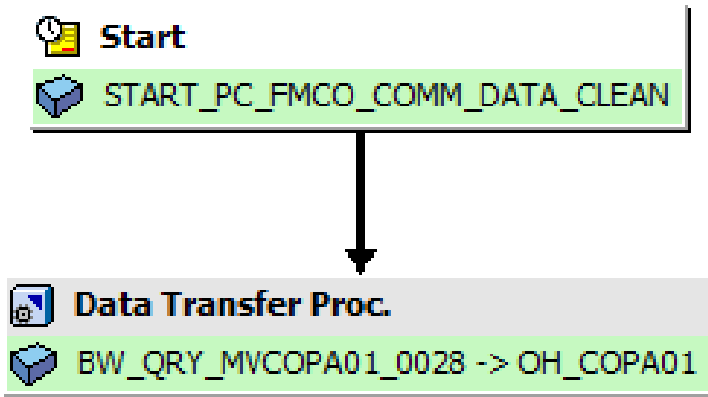 Start
START_PC_FMCO_COMM_DATA_CLEAN
Data Transfer Proc.
BW_QRY_MVCOPA01_0028 -> OH_COPA01